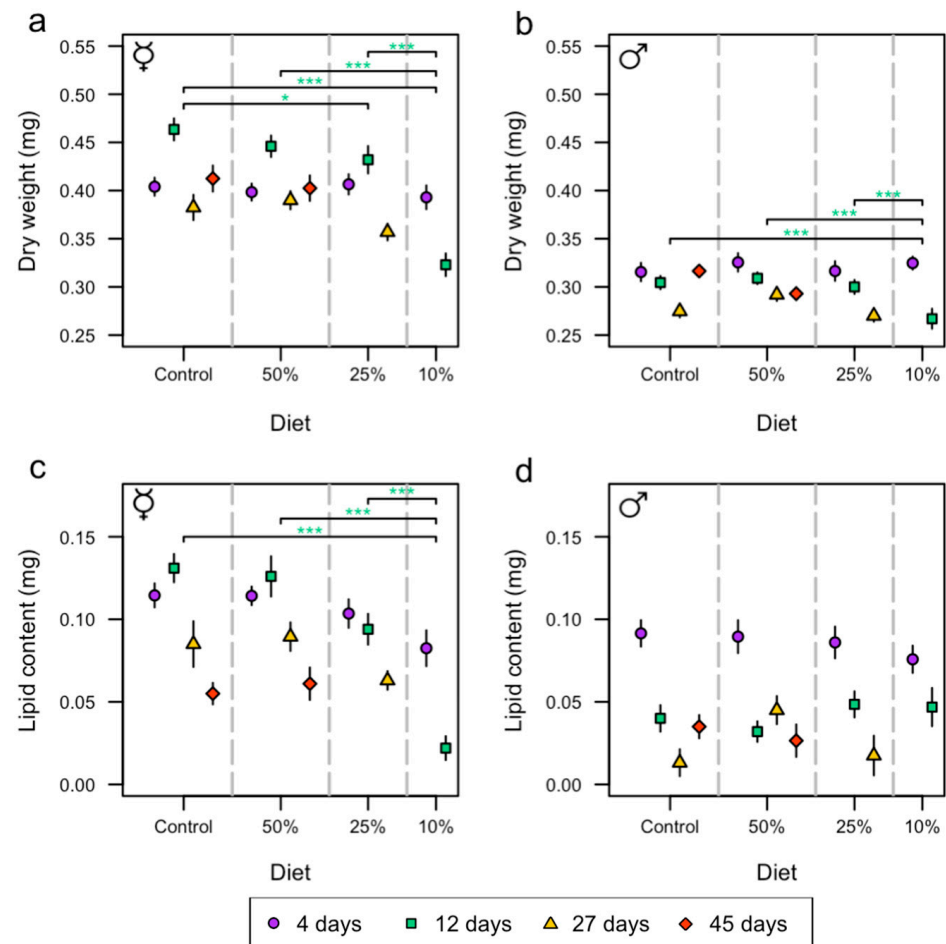 a
b
0.55
0.50
0.45
0.40
0.35
0.30
0.25
Dry weight (mg)
***
***
***
*
Control 50% 25% 10%
Diet
0.55
0.50
0.45
0.40
0.35
0.30
0.25
Dry weight (mg)
***
***
***
Control 50% 25% 10%
Diet
c
d
0.15
0.10
0.05
0.00
Lipid content (mg)
***
***
***
Control 50% 25% 10%
Diet
0.15
0.10
0.05
0.00
Lipid content (mg)
Control 50% 25% 10%
Diet
4 days 12 days 27 days 45 days